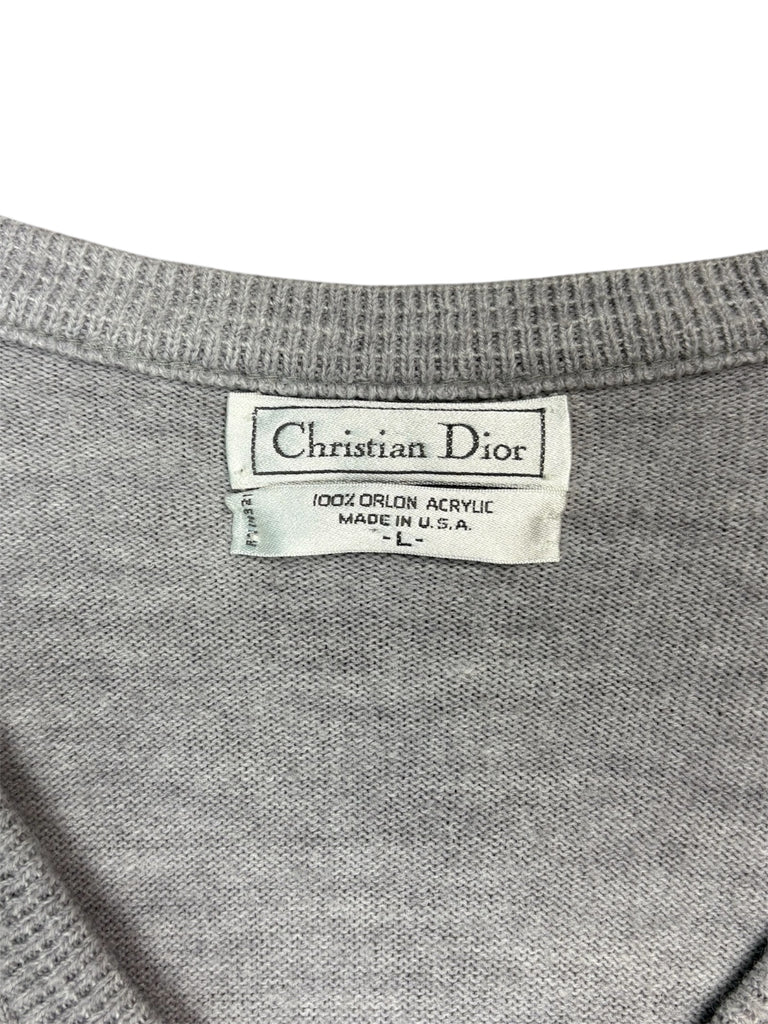 Christian Dior
100% ORLON ACRYLIC
MADE IN U.S.A.
-L-